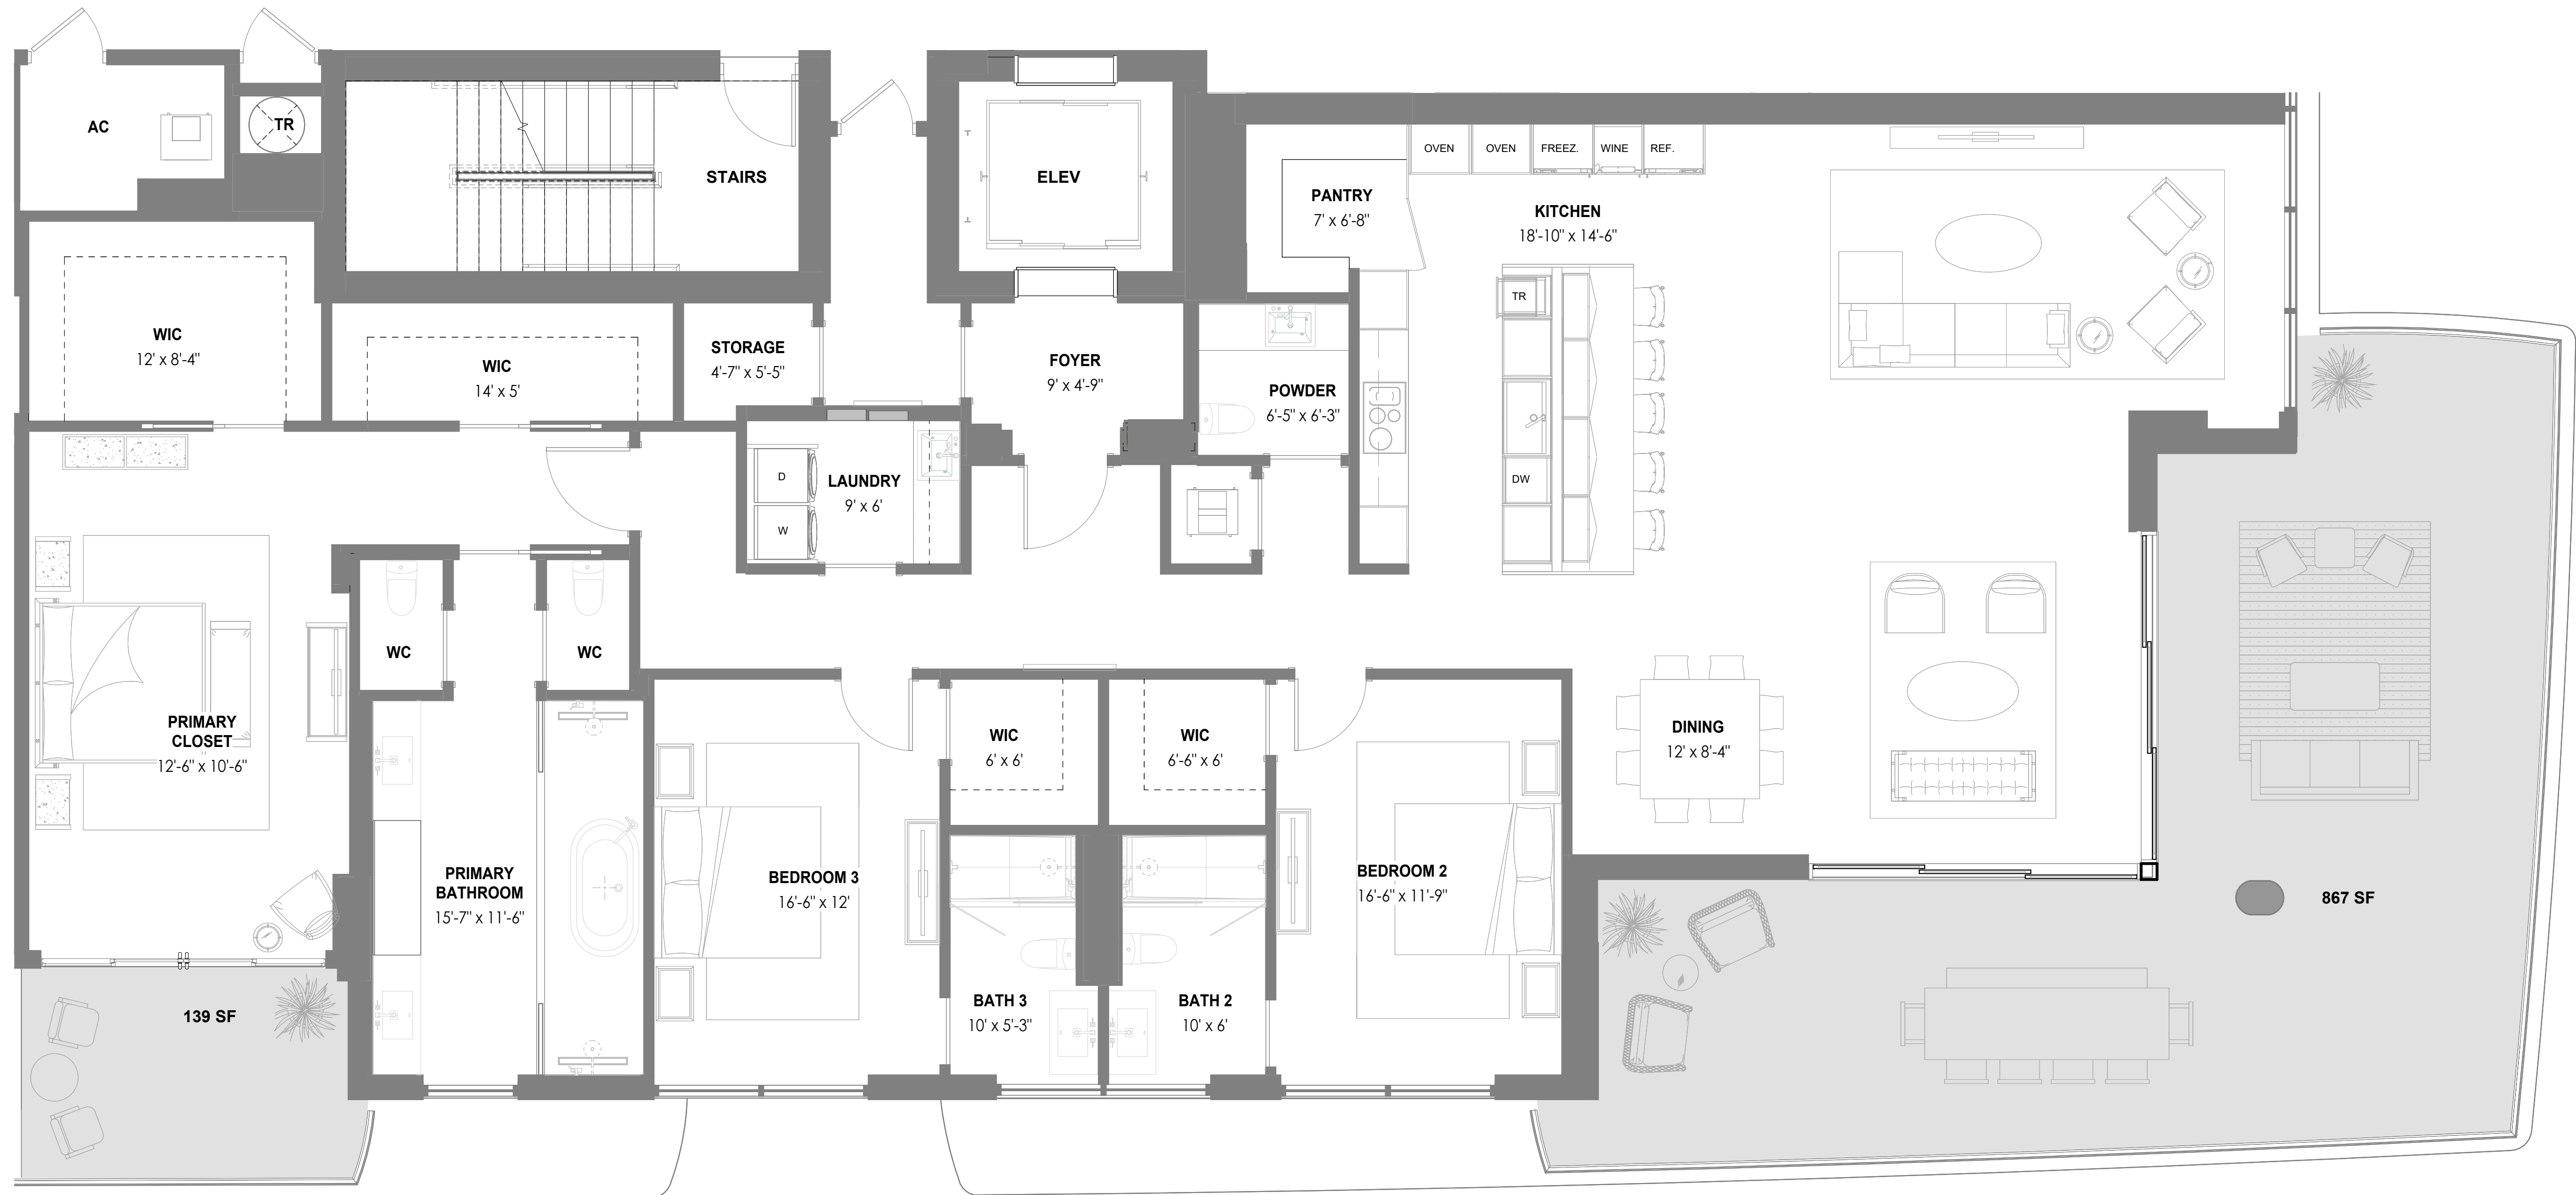 AC
TR
STAIRS
ELEV
OVEN
OVEN
FREEZ.
WINE
REF.
PANTRY
7' x 6'-8"
KITCHEN
18'-10" x 14'-6"
TR
DW
WIC
12' x 8'-4"
WIC
14' x 5'
STORAGE
4'-7" x 5'-5"
FOYER
9' x 4'-9"
POWDER
6'-5" x 6'-3"
D
W
LAUNDRY
9' x 6'
WC
WC
PRIMARY
CLOSET
12'-6" x 10'-6"
WIC
6' x 6'
WIC
6'-6" x 6'
DINING
12' x 8'-4"
PRIMARY
BATHROOM
15'-7" x 11'-6"
BEDROOM 3
16'-6" x 12'
BEDROOM 2
16'-6" x 11'-9"
867 SF
139 SF
BATH 3
10' x 5'-3"
BATH 2
10' x 6'